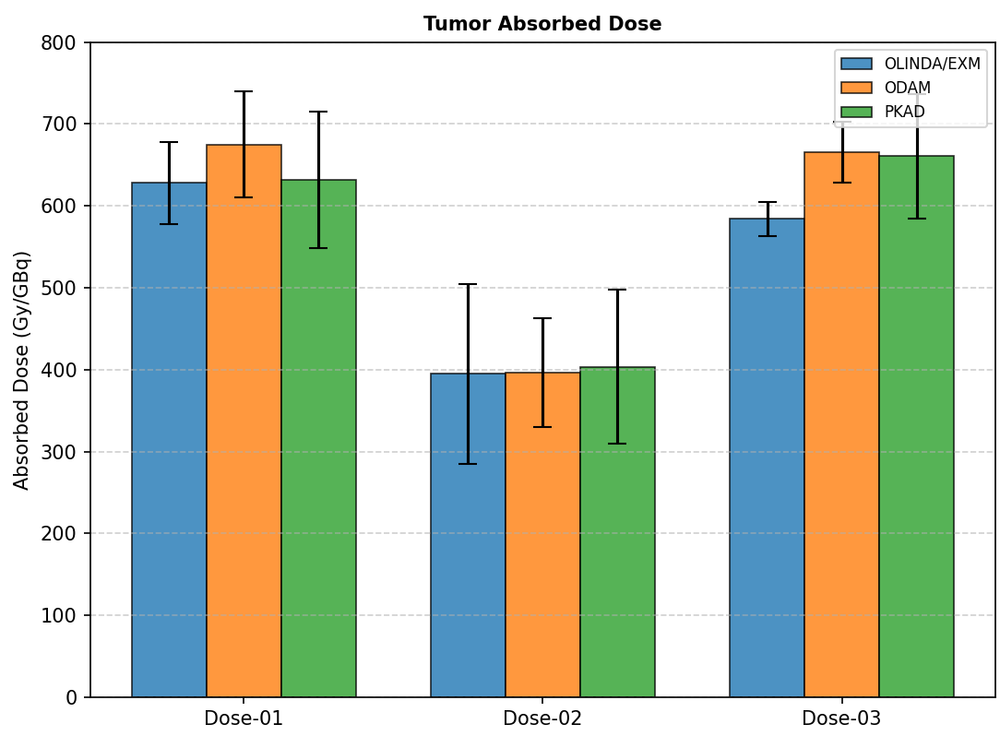 Tumor Absorbed Dose
Absorbed Dose (Gy/GBq)
800
700
600
500
400
300
200
100
0
OLINDA/EXM
ODAM
PKAD
Dose-01
Dose-02
Dose-03